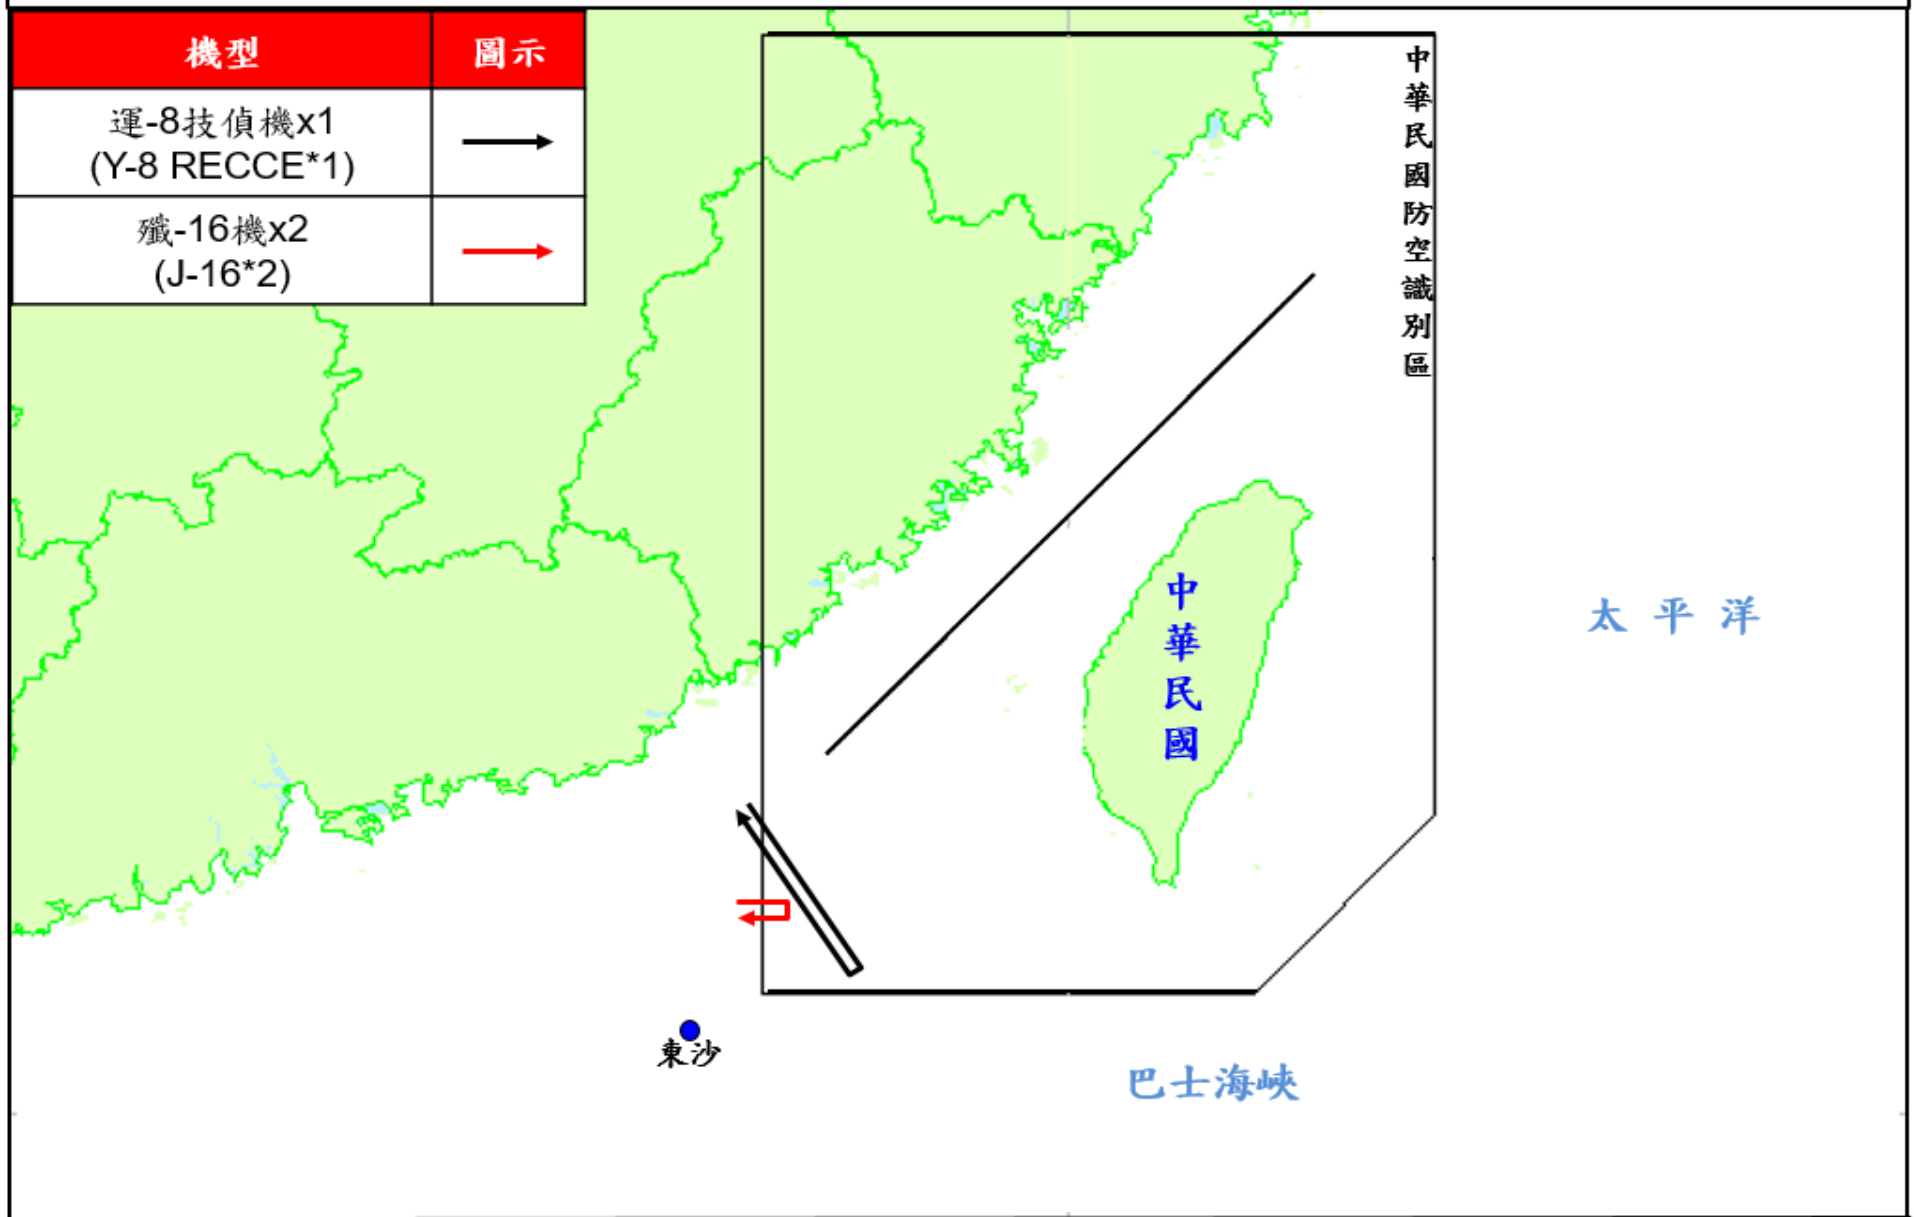 機型
圖示
運-8技偵機x1
(Y-8 RECCE*1)
殲-16機x2
(J-16*2)
中華民國防空識別區
中華民國
太平洋
東沙
巴士海峽